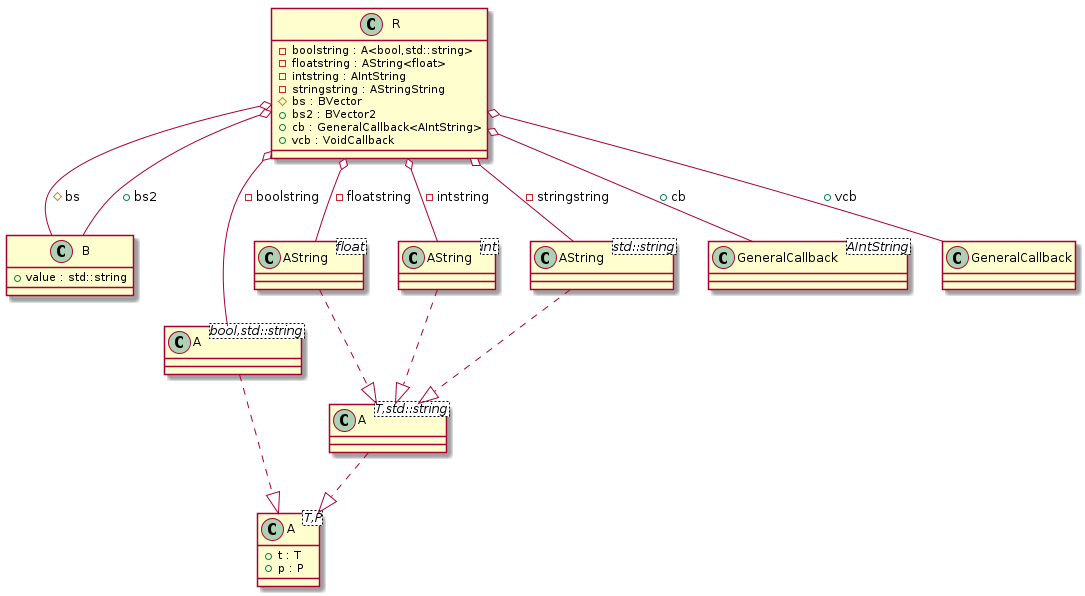 C R
boolstring : A<bool,std::string>
floatstring : AString<float>
intstring : AIntString
stringstring : AStringString
bs : BVector
bs2 : BVector2
cb : GeneralCallback<AIntString>
vcb : VoidCallback
bs
bs2
boolstring
floatstring
intstring
stringstring
cb
vcb
C B
value : std::string
float
C AString
int
C AString
std::string
C AString
AIntString
C GeneralCallback
C GeneralCallback
bool,std::string
C A
T,std::string
C A
T,P
C A
t : T
p : P